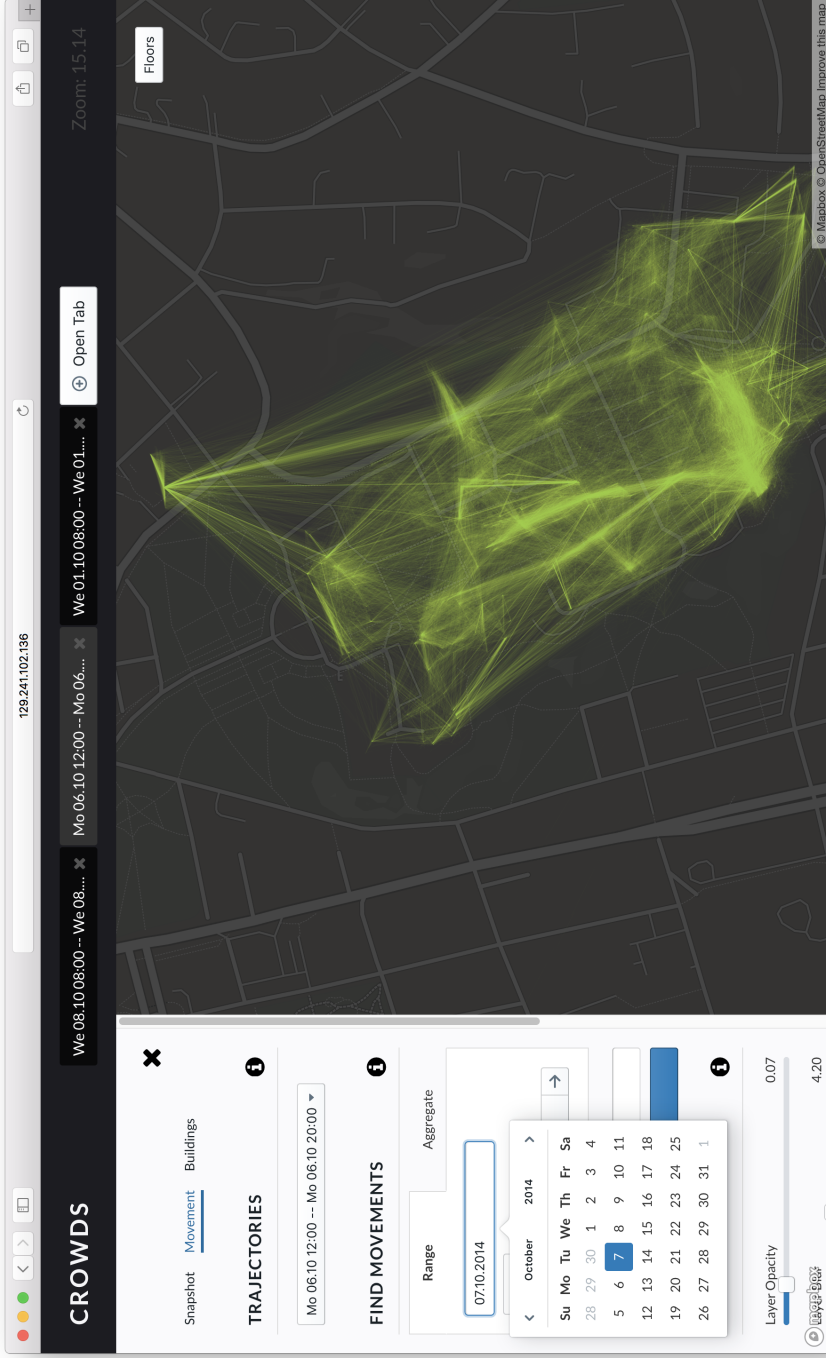 129.241.102.136
CROWDS
We 08.10 08:00 -- We 08....
Mo 06.10 12:00 -- Mo 06....
We 01.10 08:00 -- We 01....
Open Tab
Zoom: 15.14
Snapshot
Movement
Buildings
TRAJECTORIES
Mo 06.10 12:00 -- Mo 06.10 20:00
FIND MOVEMENTS
Range
Aggregate
07.10.2014
October 2014
Su Mo Tu We Th Fr Sa
28 29 30 1 2 3 4
5 6 7 8 9 10 11
12 13 14 15 16 17 18
19 20 21 22 23 24 25
26 27 28 29 30 31 1
Layer Opacity
0.07
4.20
mapbox
Floors
© Mapbox © OpenStreetMap Improve this map